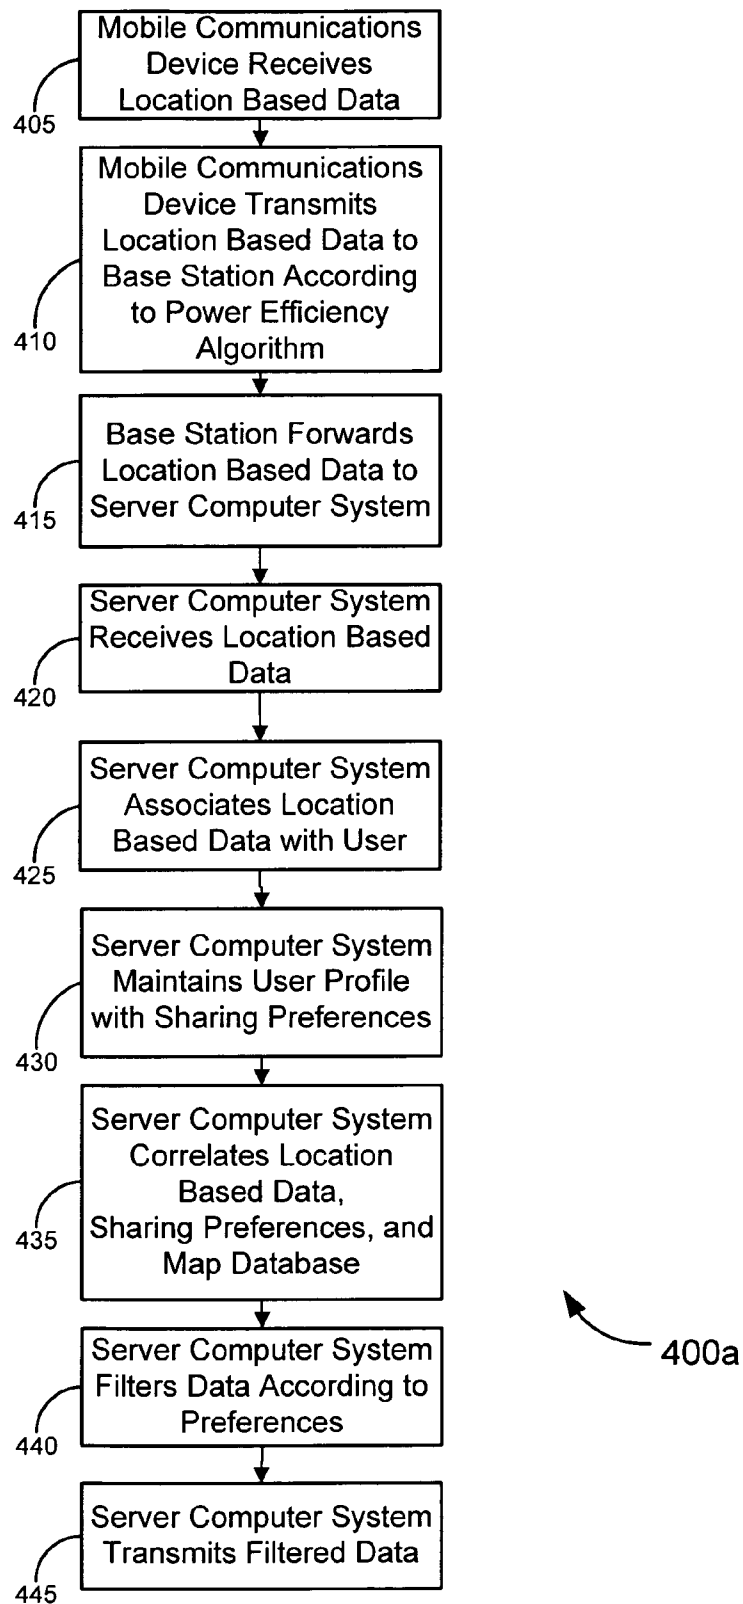 Mobile Communications
Device Receives
Location Based Data
405
Mobile Communications
Device Transmits
Location Based Data to
Base Station According
to Power Efficiency
Algorithm
410
Base Station Forwards
Location Based Data to
Server Computer System
415
Server Computer System
Receives Location Based
Data
420
Server Computer System
Associates Location
Based Data with User
425
Server Computer System
Maintains User Profile
with Sharing Preferences
430
Server Computer System
Correlates Location
Based Data,
Sharing Preferences, and
Map Database
435
400a
Server Computer System
Filters Data According to
Preferences
440
Server Computer System
Transmits Filtered Data
445